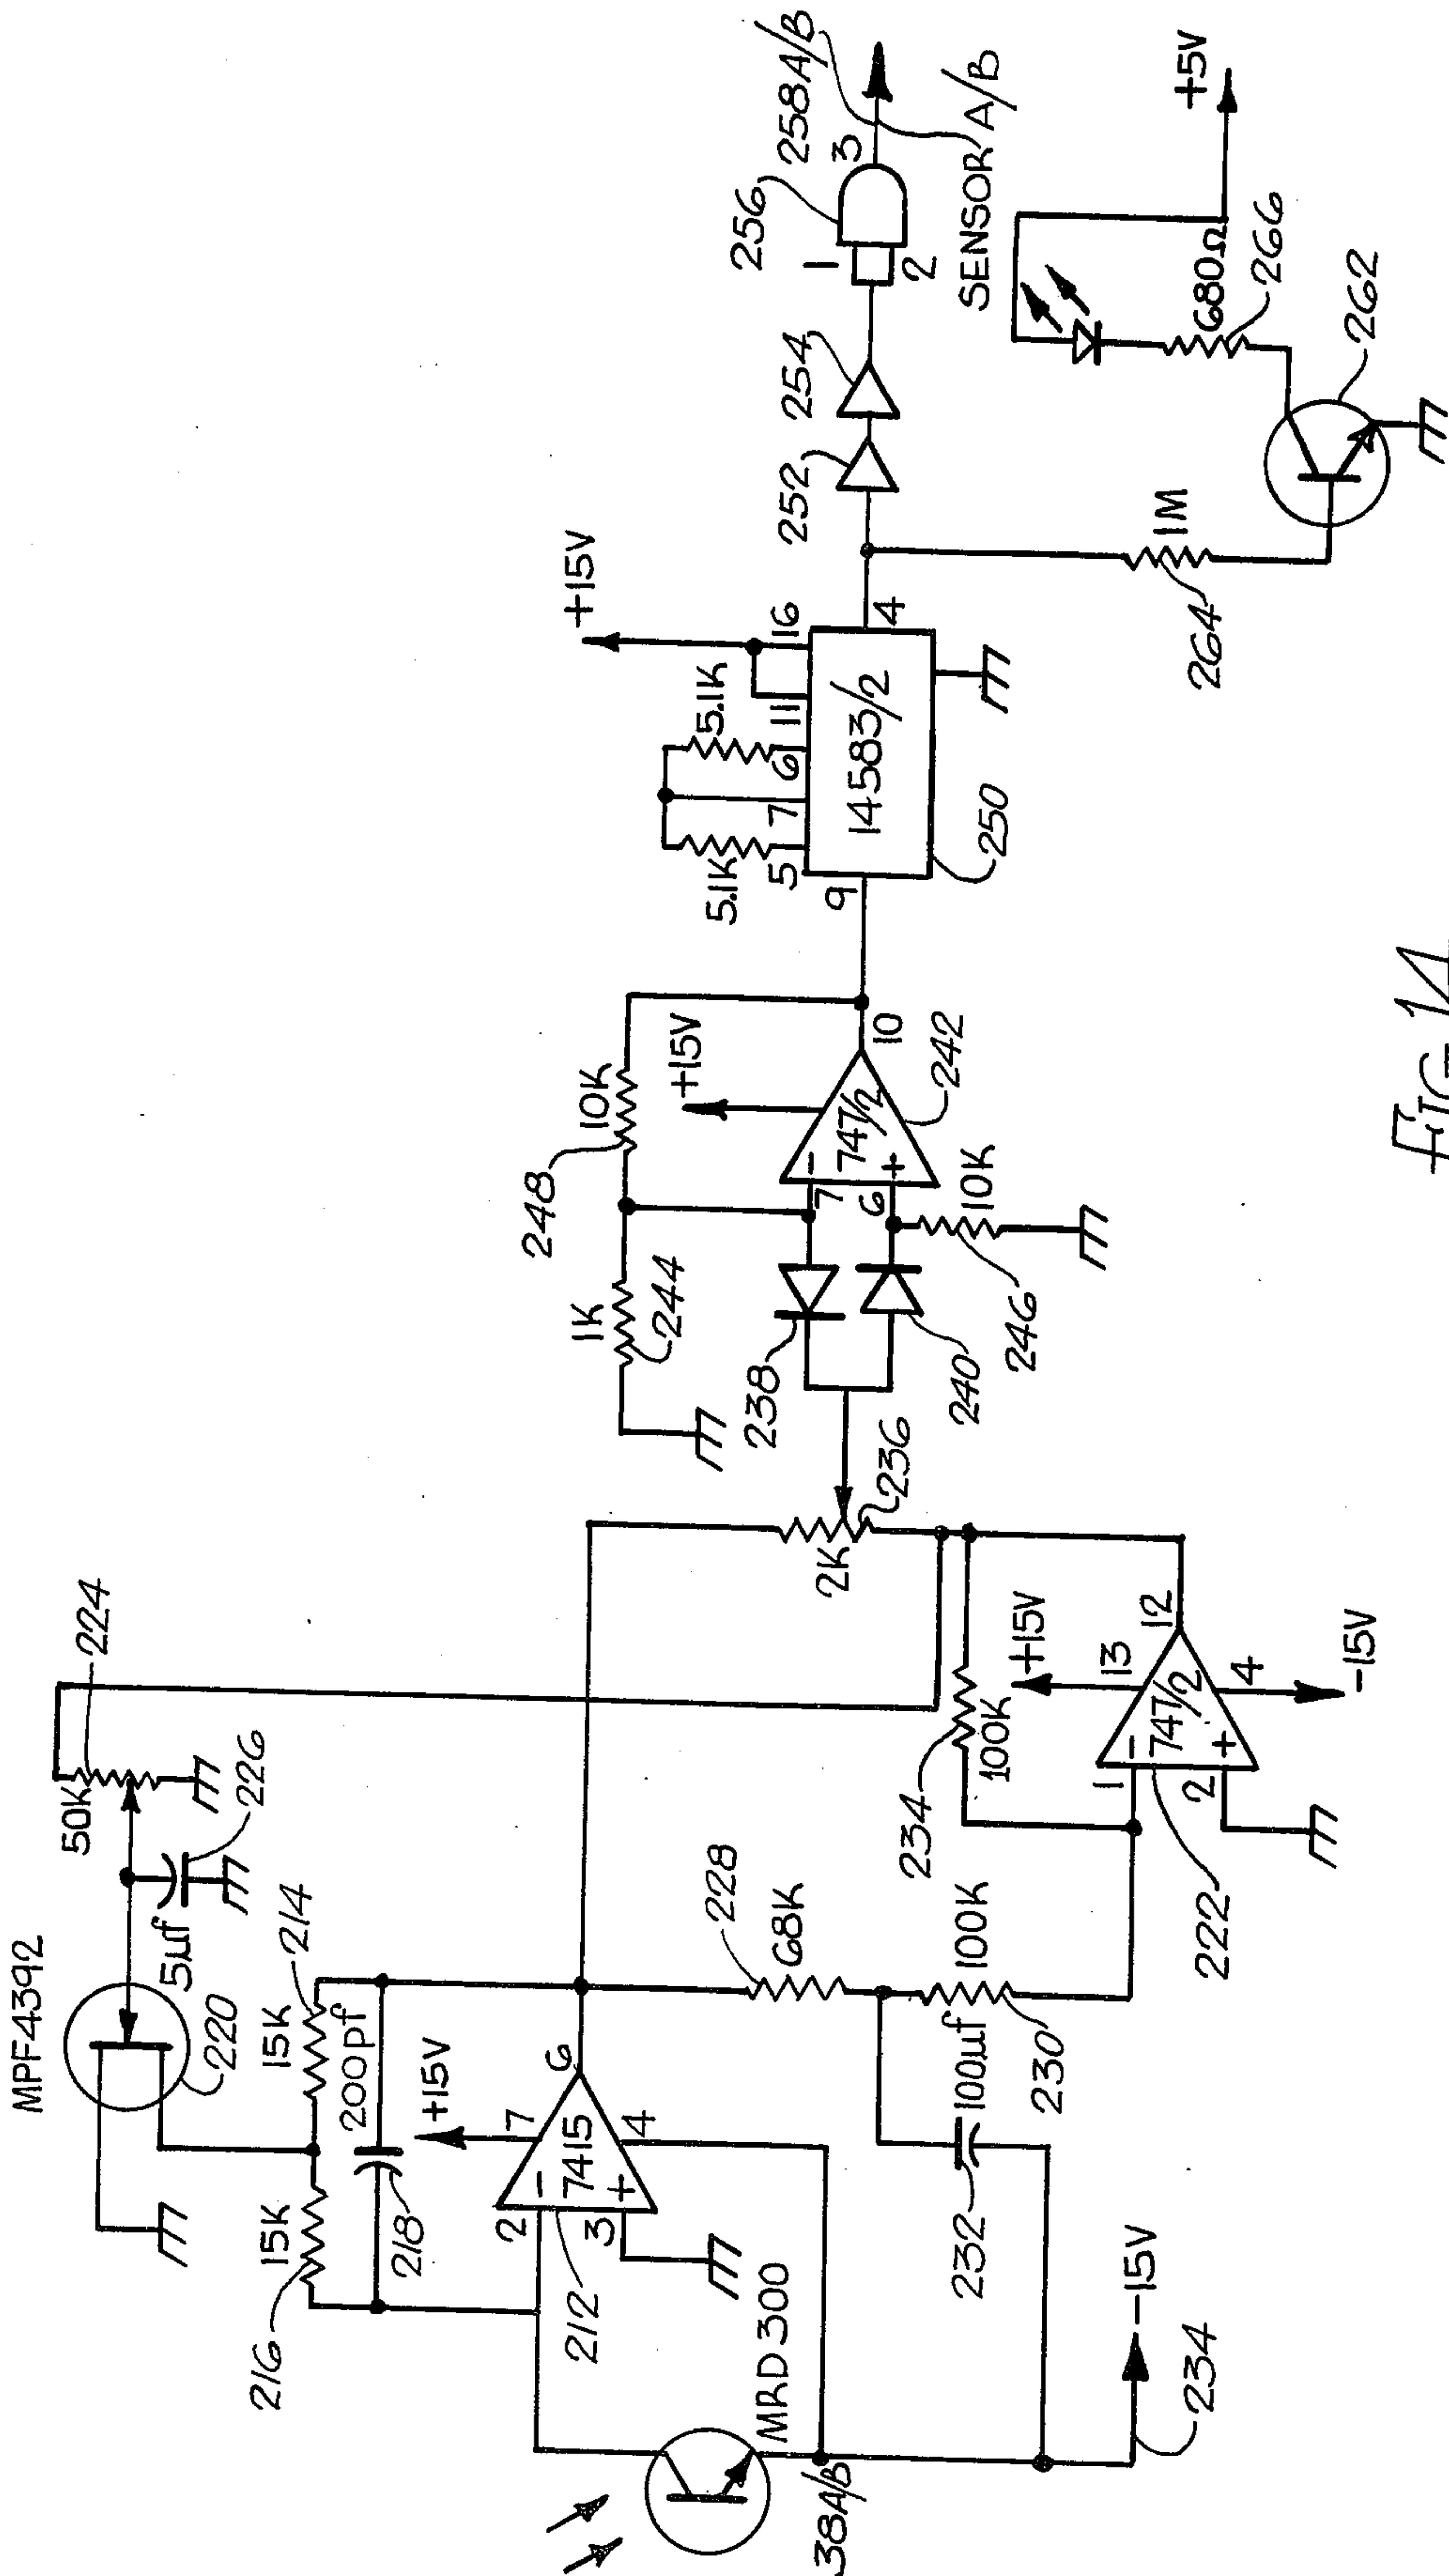 MPF4392
50K
224
5µf
226
220
15K
15K
214
216
200pf
218
+15V
2
3
7
6
4
7415
212
MRD 300
38A/B
68K
228
100K
230
100µf
232
-15V
234
234
100K
+15V
13
1
2
12
4
747/2
222
-15V
2K
236
1K
244
10K
248
238
240
+15V
7
6
10
747/2
242
10K
246
5.1K
5.1K
5
7
6
11
16
+15V
9
4
14583/2
250
252
254
256
1
2
3
258A/B
SENSOR A/B
1M
264
262
680Ω
266
+5V
FIG 14